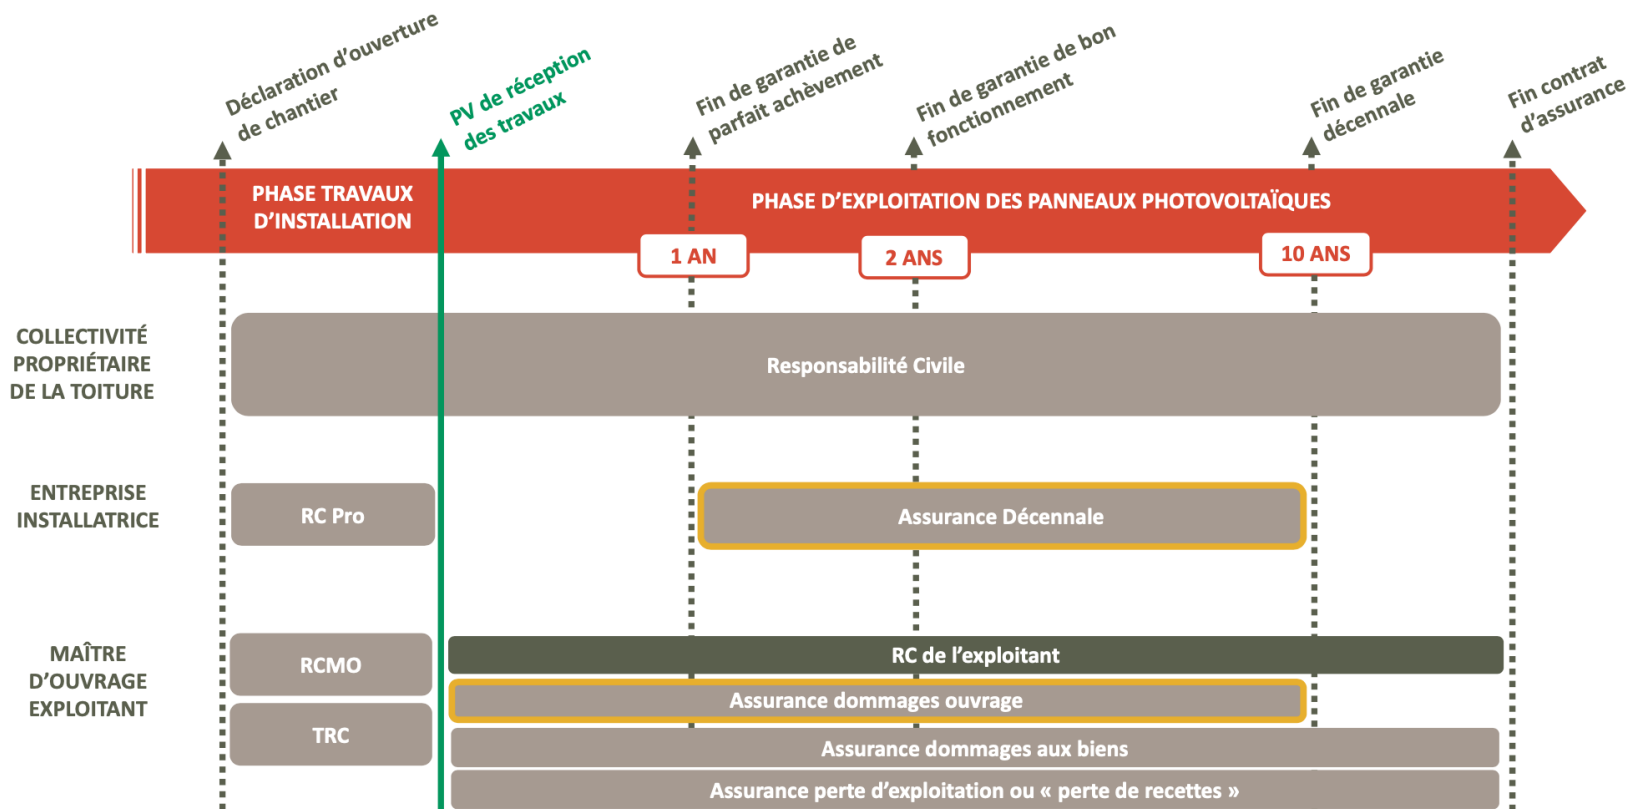 Déclaration d’ouverture
de chantier
PV de réception
des travaux
Fin de garantie de
parfait achèvement
Fin de garantie de bon
fonctionnement
Fin de garantie
décennale
Fin contrat
d’assurance
PHASE TRAVAUX
D’INSTALLATION
PHASE D’EXPLOITATION DES PANNEAUX PHOTOVOLTAÏQUES
1 AN
2 ANS
10 ANS
COLLECTIVITÉ
PROPRIÉTAIRE
DE LA TOITURE
Responsabilité Civile
ENTREPRISE
INSTALLATRICE
RC Pro
Assurance Décennale
MAÎTRE
D’OUVRAGE
EXPLOITANT
RCMO
TRC
RC de l’exploitant
Assurance dommages ouvrage
Assurance dommages aux biens
Assurance perte d’exploitation ou « perte de recettes »